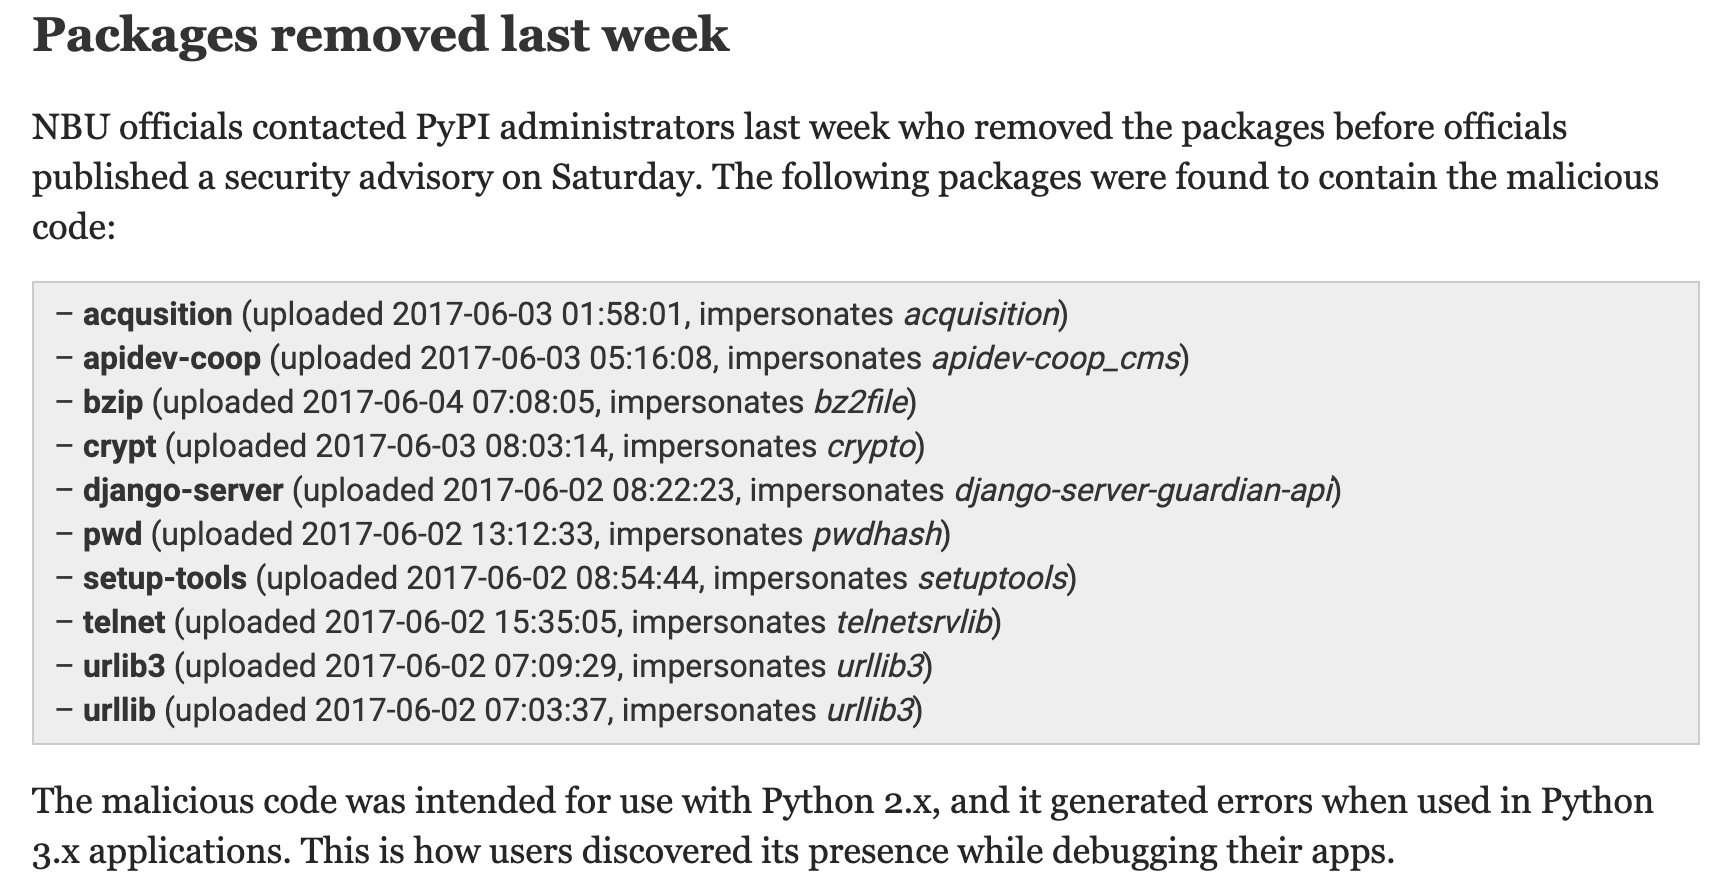 Packages removed last week
NBU officials contacted PyPI administrators last week who removed the packages before officials
published a security advisory on Saturday. The following packages were found to contain the malicious
code:
– acqusition (uploaded 2017-06-03 01:58:01, impersonates acquisition)
– apidev-coop (uploaded 2017-06-03 05:16:08, impersonates apidev-coop_cms)
– bzip (uploaded 2017-06-04 07:08:05, impersonates bz2file)
– crypt (uploaded 2017-06-03 08:03:14, impersonates crypto)
– django-server (uploaded 2017-06-02 08:22:23, impersonates django-server-guardian-api)
– pwd (uploaded 2017-06-02 13:12:33, impersonates pwdhash)
– setup-tools (uploaded 2017-06-02 08:54:44, impersonates setuptools)
– telnet (uploaded 2017-06-02 15:35:05, impersonates telnetsrvlib)
– urlib3 (uploaded 2017-06-02 07:09:29, impersonates urllib3)
– urllib (uploaded 2017-06-02 07:03:37, impersonates urllib3)
The malicious code was intended for use with Python 2.x, and it generated errors when used in Python
3.x applications. This is how users discovered its presence while debugging their apps.